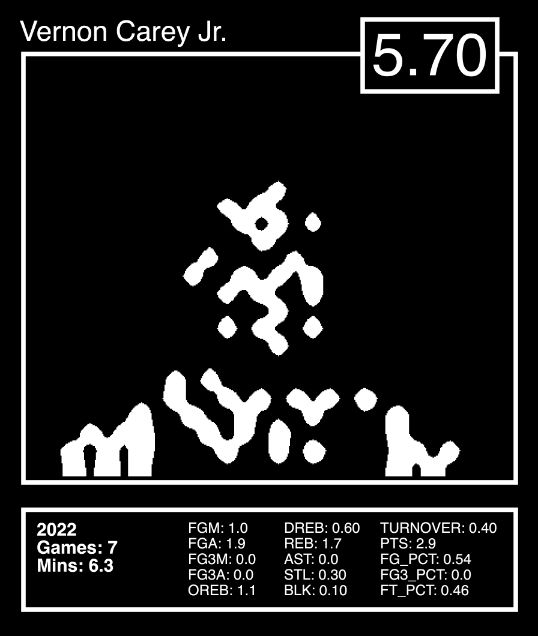 Vernon Carey Jr.
5.70
2022
Games: 7
Mins: 6.3
FGM: 1.0
FGA: 1.9
FG3M: 0.0
FG3A: 0.0
OREB: 1.1
DREB: 0.60
REB: 1.7
AST: 0.0
STL: 0.30
BLK: 0.10
TURNOVER: 0.40
PTS: 2.9
FG_PCT: 0.54
FG3_PCT: 0.0
FT_PCT: 0.46